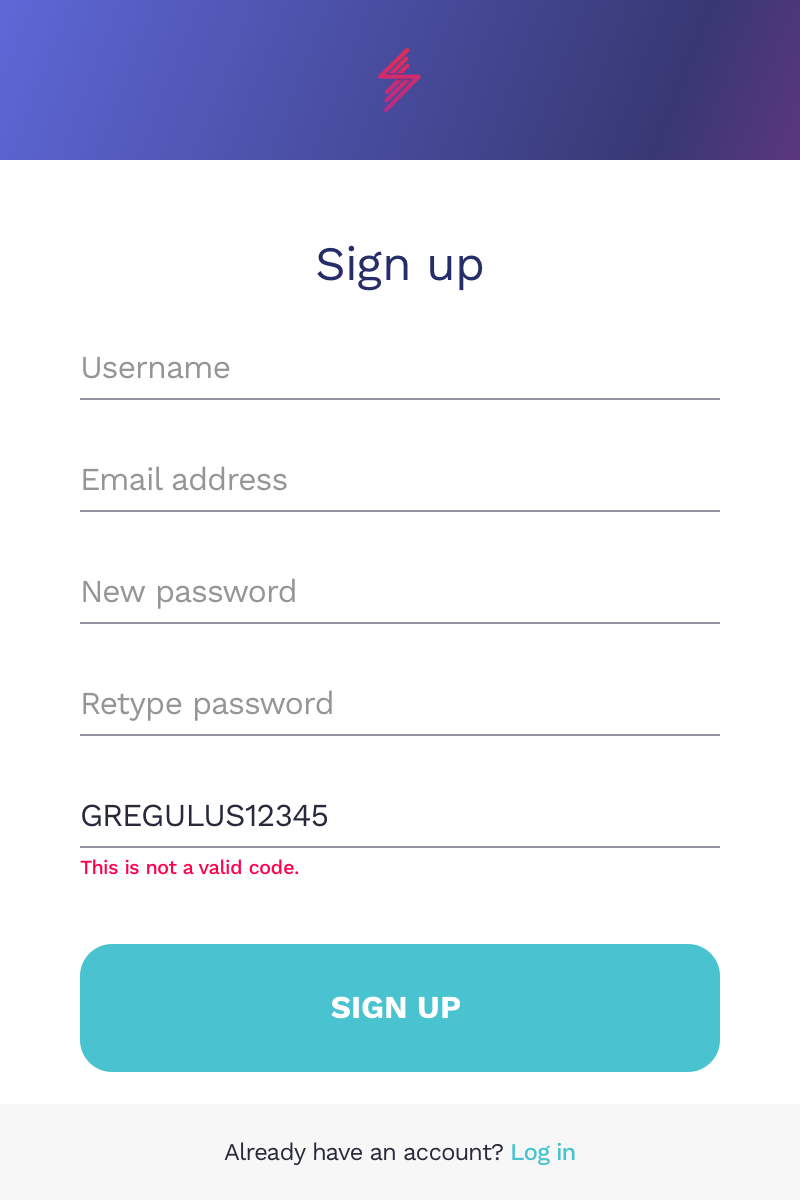 Sign up
Username
Email address
New password
Retype password
GREGULUS12345
This is not a valid code.
SIGN UP
Already have an account? Log in